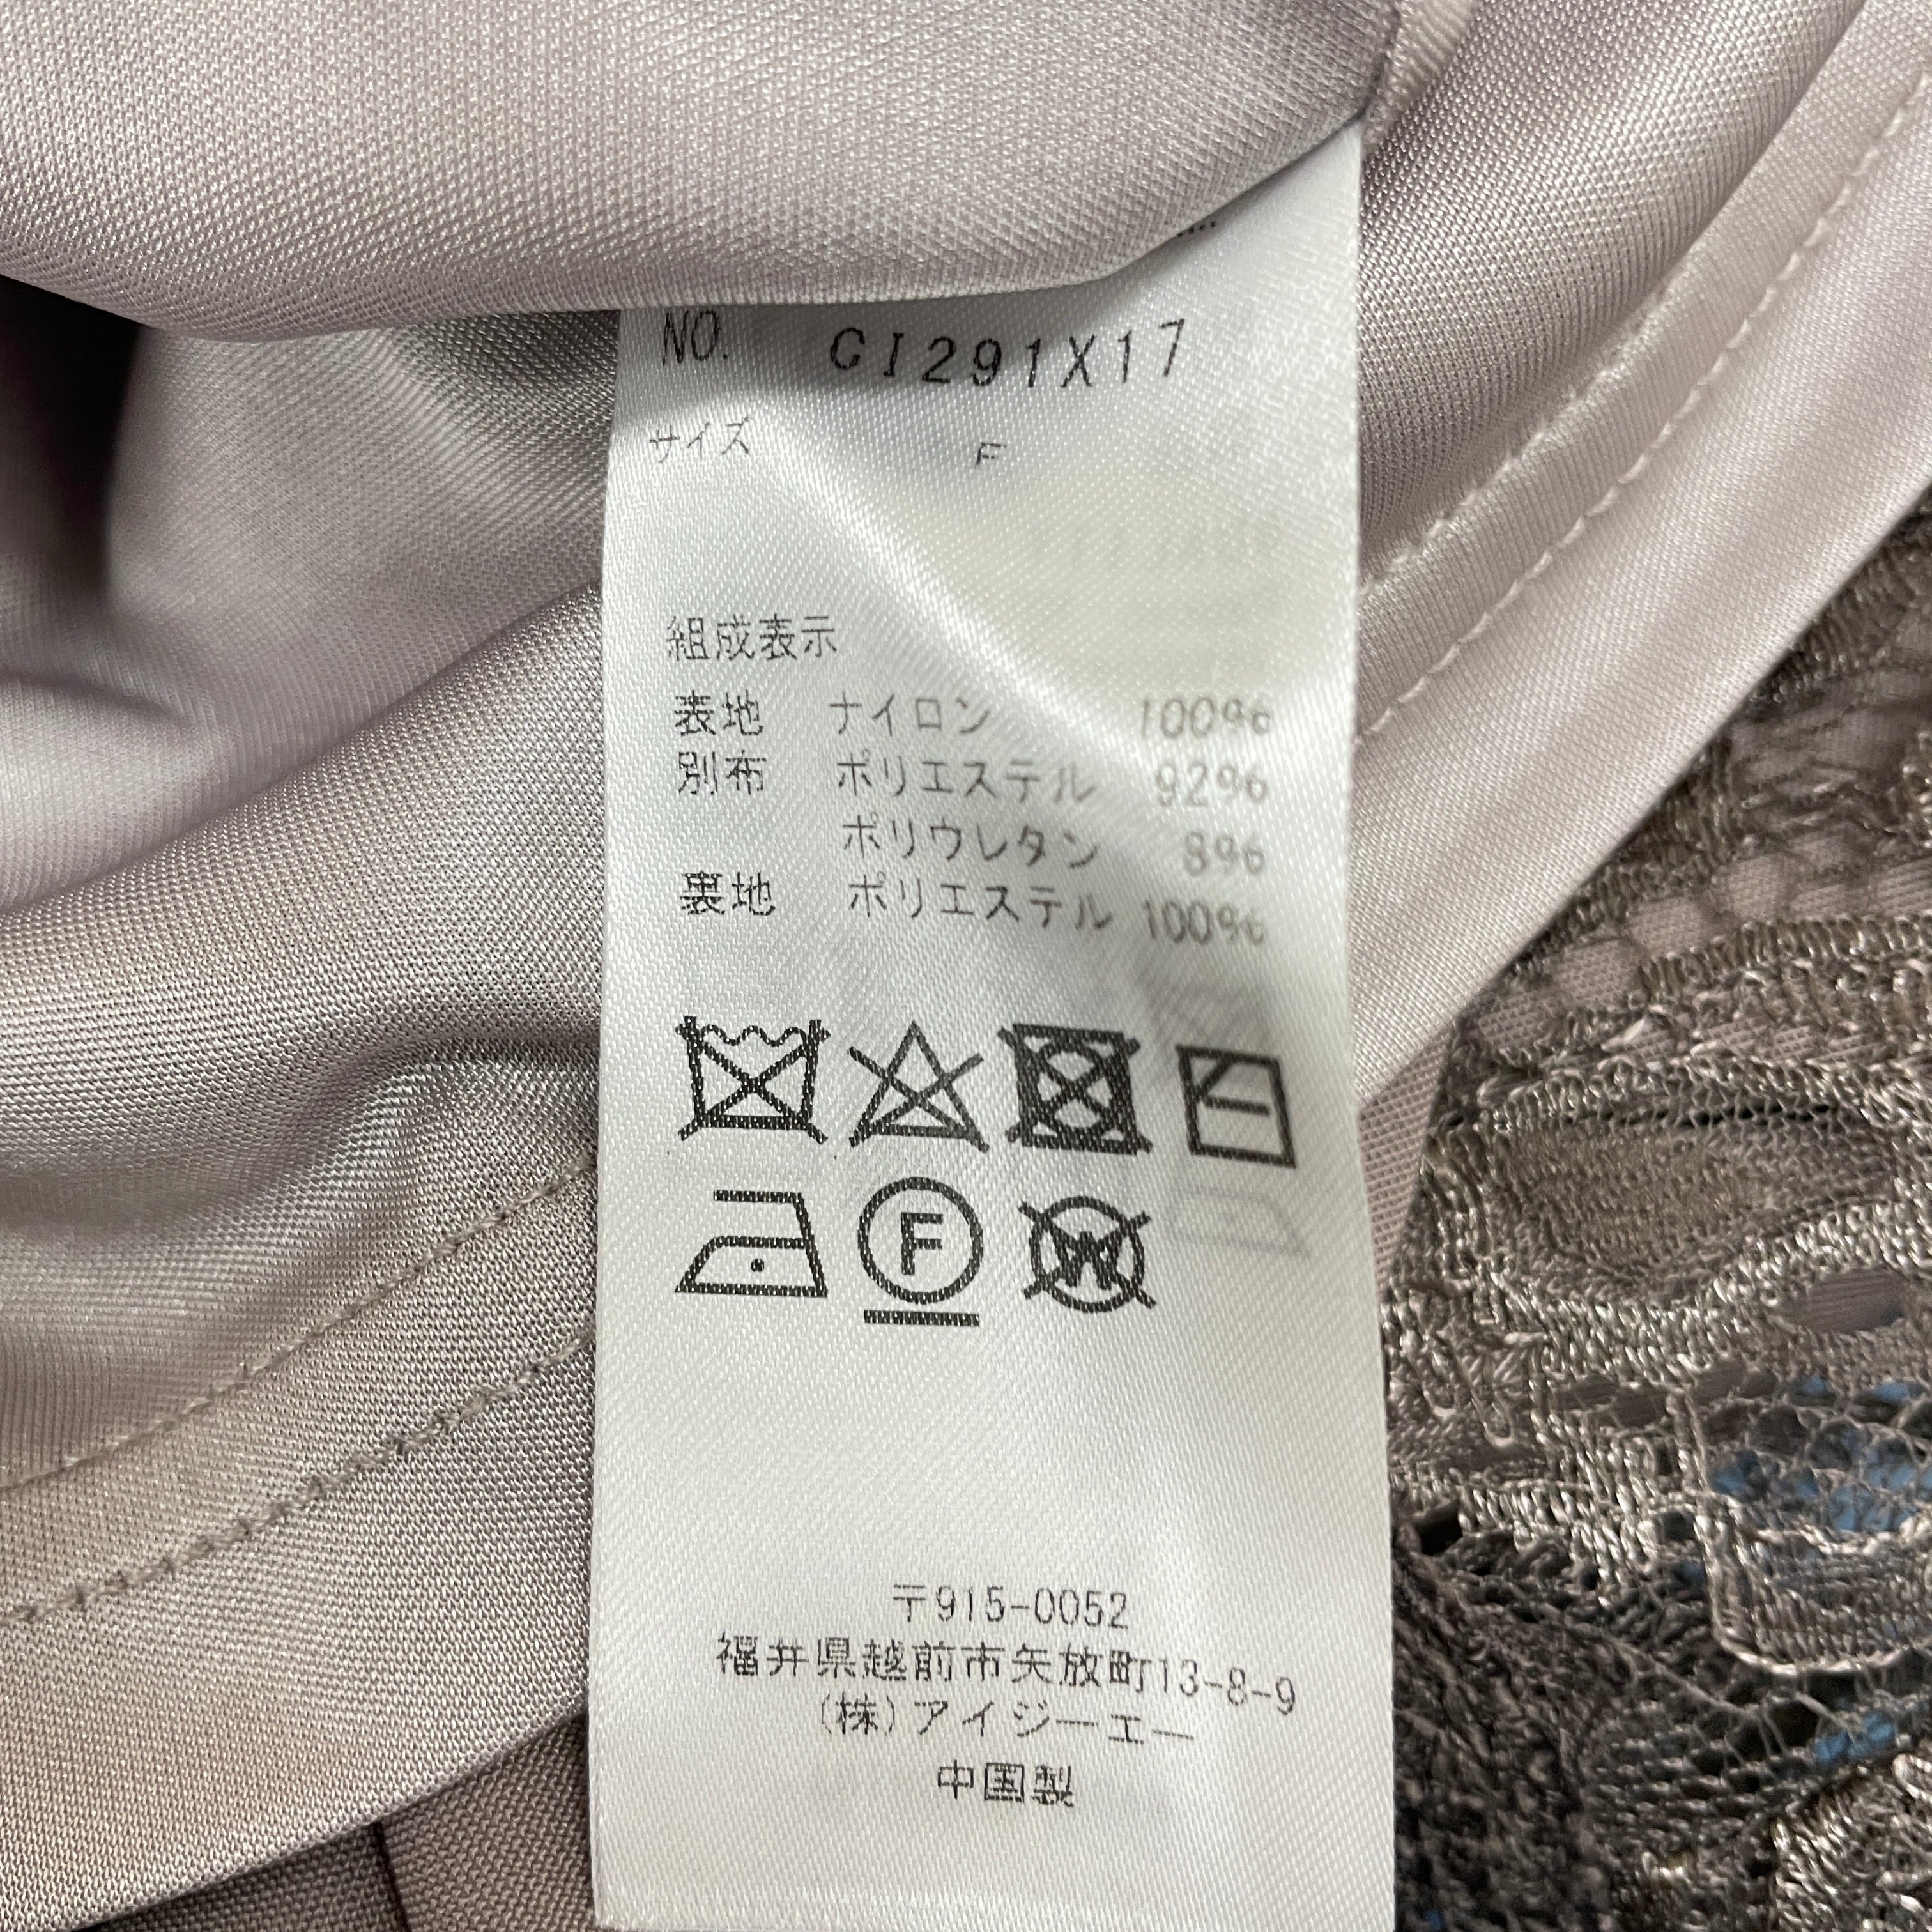 NO. CI291X17
サイズ F
組成表示
表地 ナイロン 100%
別布 ポリエステル 92%
ポリウレタン 8%
裏地 ポリエステル 100%
F
W
〒915-0052
福井県越前市矢放町13-8-9
(株)アイジーエー
中国製